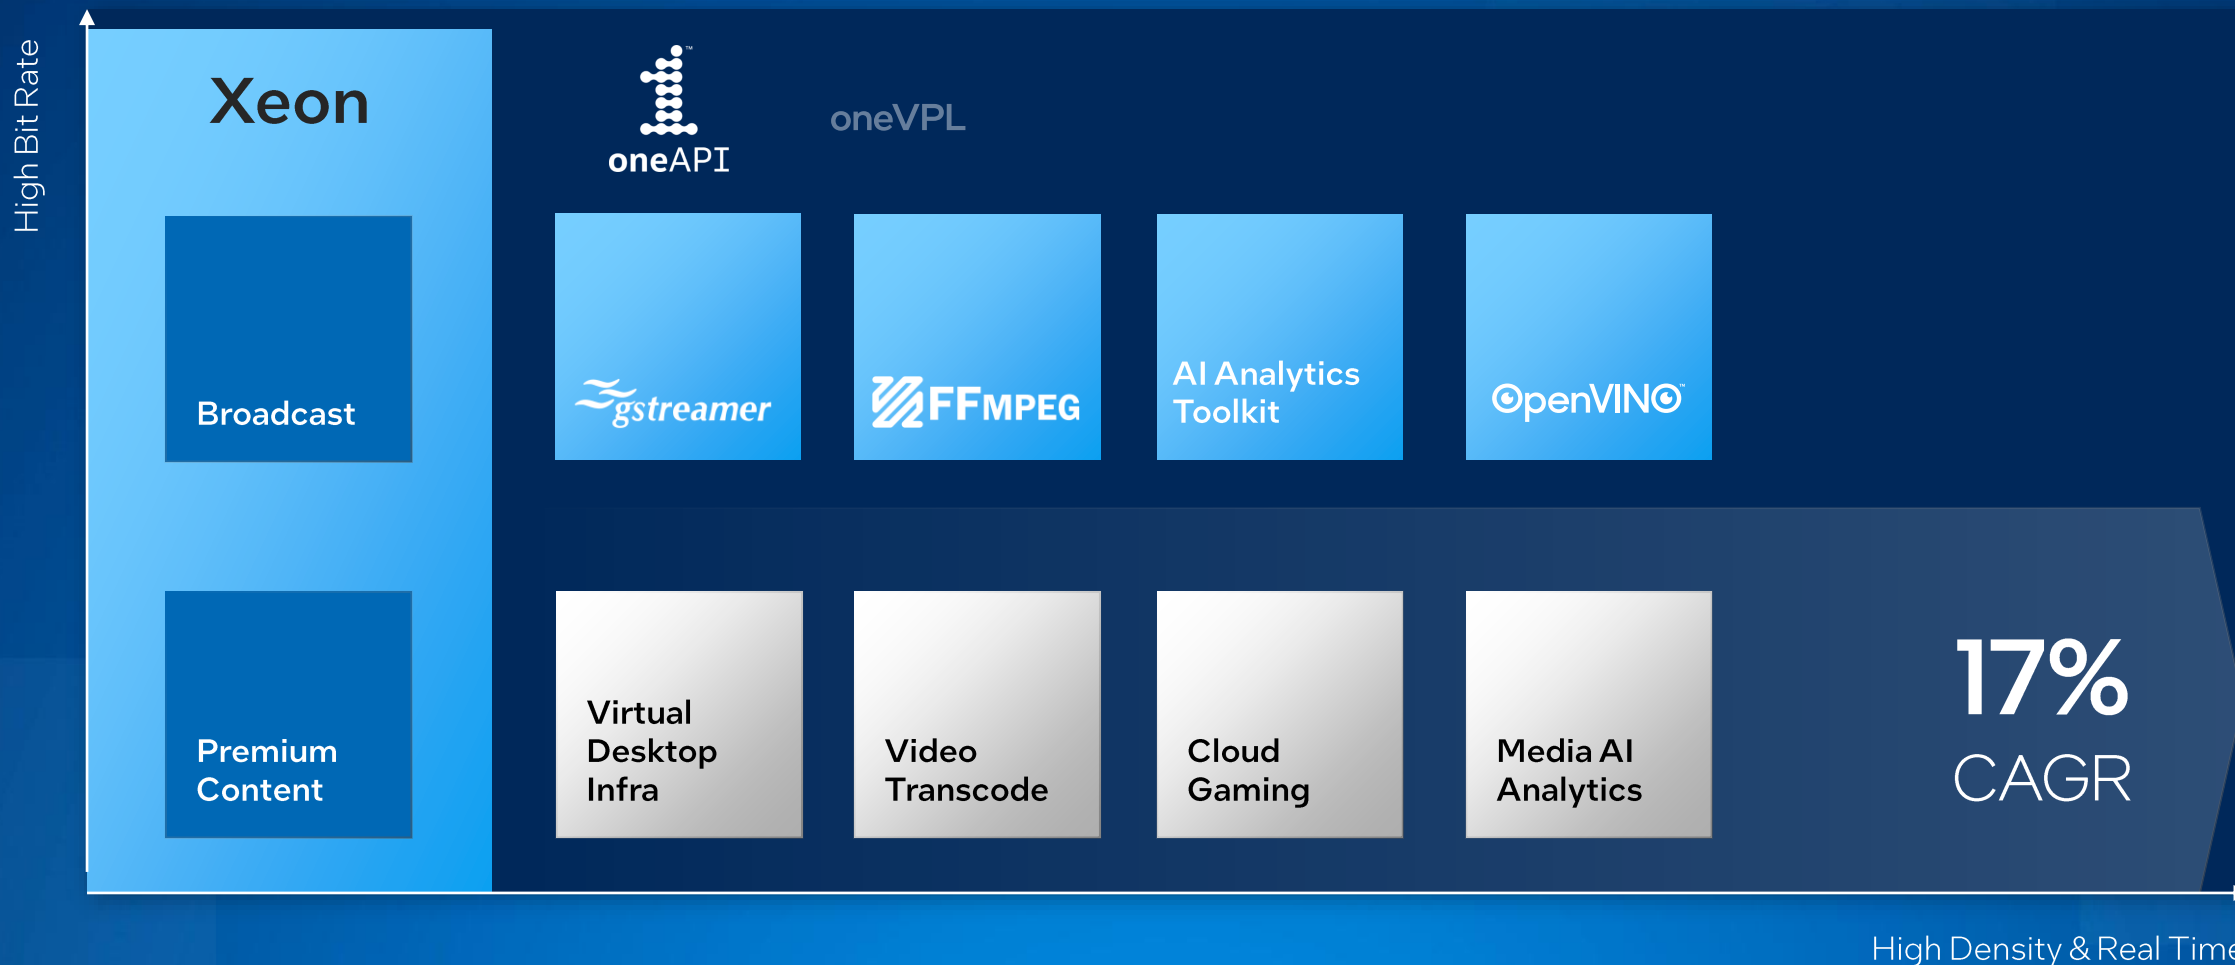 High Bit Rate
Xeon
oneAPI
oneVPL
Broadcast
gstreamer
FFMPEG
AI Analytics
Toolkit
OpenVINO
Premium
Content
Virtual
Desktop
Infra
Video
Transcode
Cloud
Gaming
Media AI
Analytics
17%
CAGR
High Density & Real Time